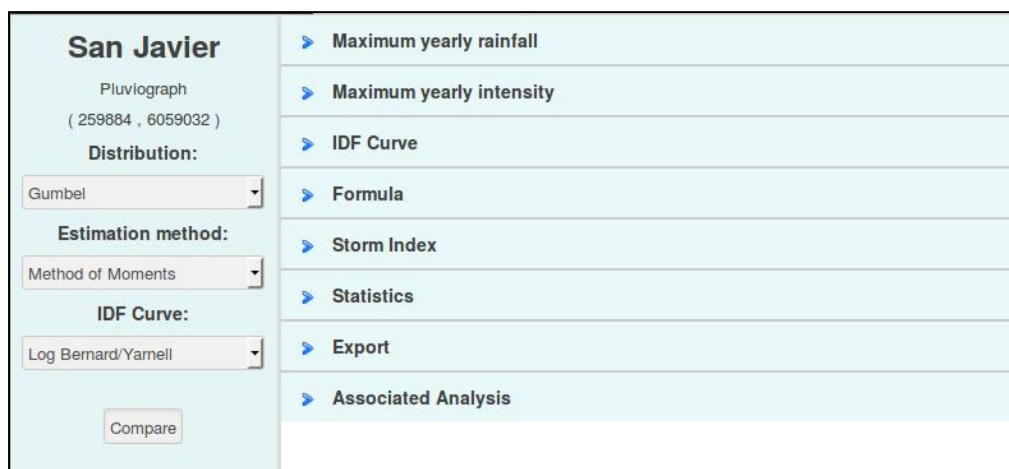 San Javier
Pluviograph
( 259884 , 6059032 )
Distribution:
Gumbel
Estimation method:
Method of Moments
IDF Curve:
Log Bernard/Yarnell
Compare
Maximum yearly rainfall
Maximum yearly intensity
IDF Curve
Formula
Storm Index
Statistics
Export
Associated Analysis